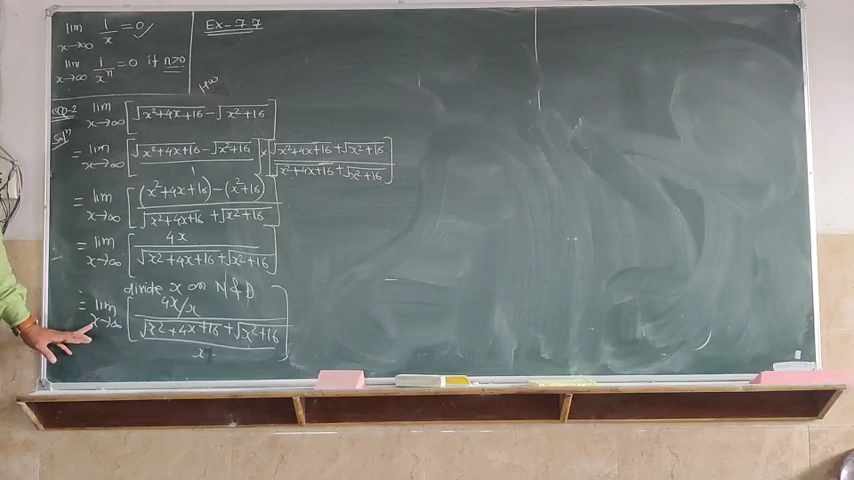 lim x→∞ 1/x = 0 ✓
lim x→∞ 1/xⁿ = 0 if n>0
Ex-7.7
HW
lim x→∞ [√x²+4x+16 - √x²+16]
Solⁿ
= lim x→∞ [√x²+4x+16 - √x²+16 / 1] × [√x²+4x+16 + √x²+16 / √x²+4x+16 + √x²+16]
= lim x→∞ [(x²+4x+16)-(x²+16) / √x²+4x+16 + √x²+16]
= lim x→∞ [4x / √x²+4x+16 + √x²+16]
divide x on N & D
= lim x→∞ [4x/x / √x²+4x+16 + √x²+16 / x]